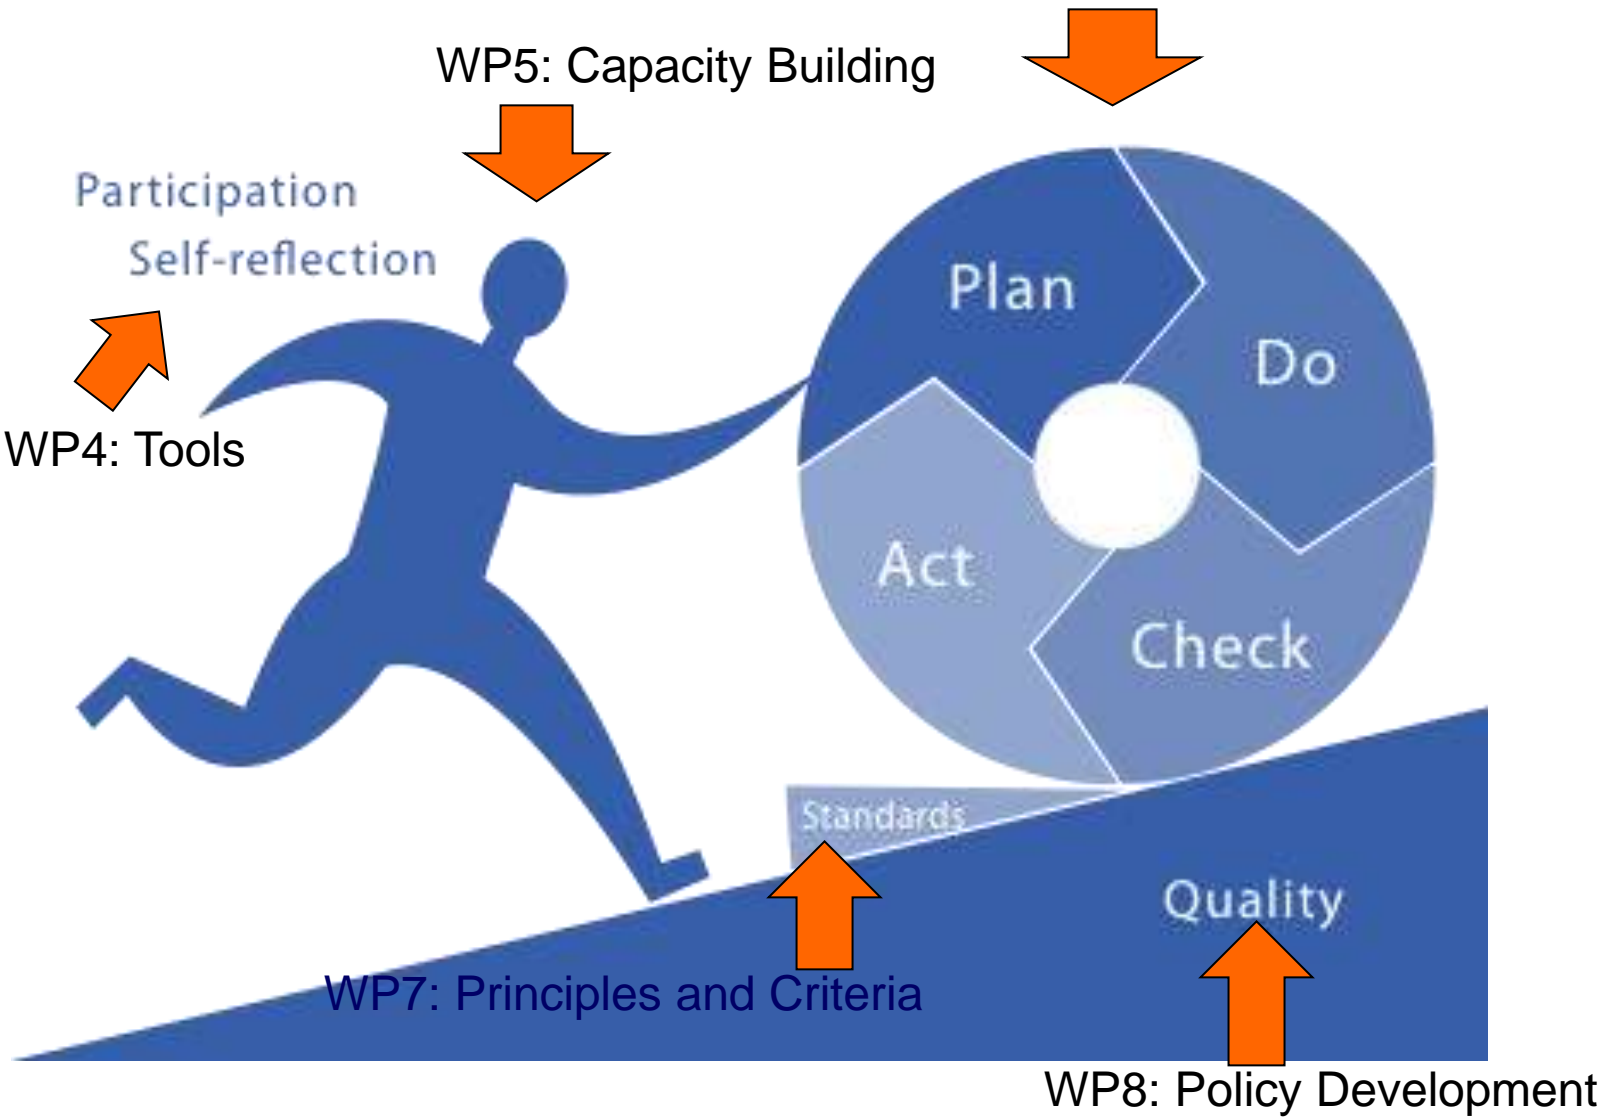 WP5: Capacity Building
Participation
Self-reflection
Plan
Do
WP4: Tools
Act
Check
Standards
Quality
WP7: Principles and Criteria
WP8: Policy Development